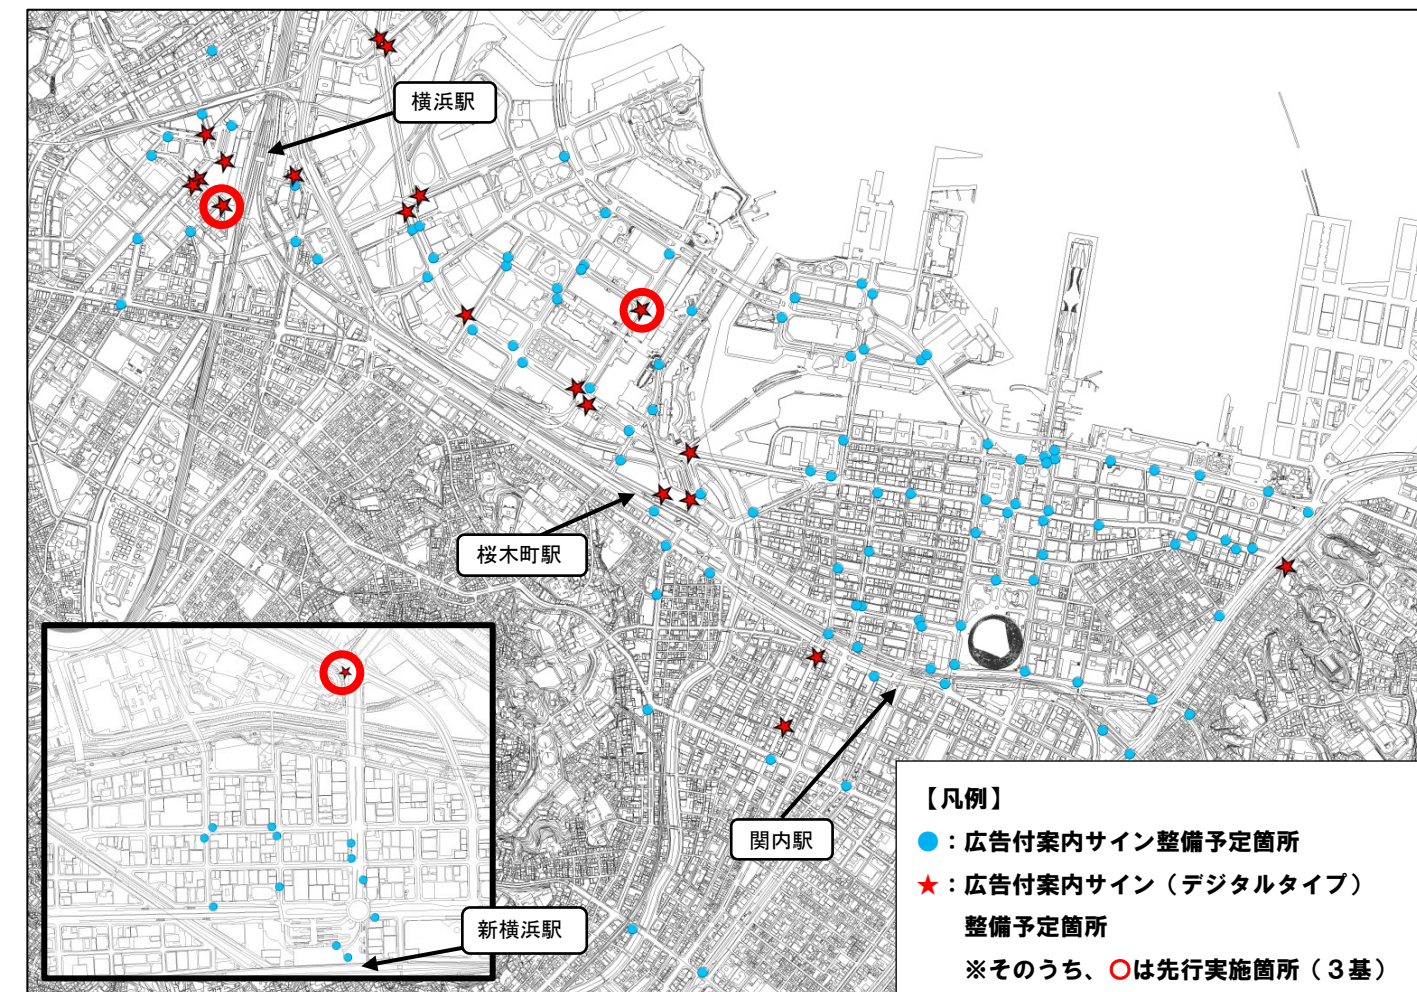 横浜駅
桜木町駅
関内駅
新横浜駅
【凡例】
●：広告付案内サイン整備予定箇所
★：広告付案内サイン（デジタルタイプ）
整備予定箇所
※そのうち、○は先行実施箇所（３基）